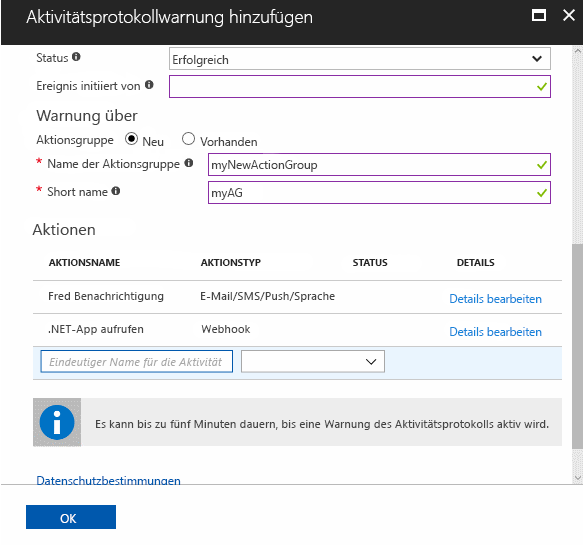 Aktivitätsprotokollwarnung hinzufügen
Status Erfolgreich
Ereignis initiiert von
Warnung über
Aktionsgruppe Neu Vorhanden
* Name der Aktionsgruppe myNewActionGroup
* Short name myAG
Aktionen
AKTIONSNAME AKTIONSTYP STATUS DETAILS
Fred Benachrichtigung E-Mail/SMS/Push/Sprache Details bearbeiten
.NET-App aufrufen Webhook Details bearbeiten
Eindeutiger Name für die Aktivität
Es kann bis zu fünf Minuten dauern, bis eine Warnung des Aktivitätsprotokolls aktiv wird.
Datenschutzbestimmungen
OK